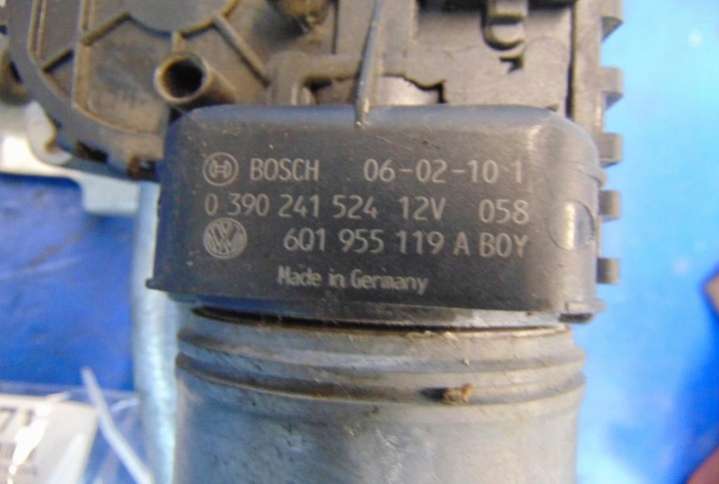 BOSCH 06-02-10 1
0 390 241 524 12V 058
6Q1 955 119 A BOY
Made in Germany